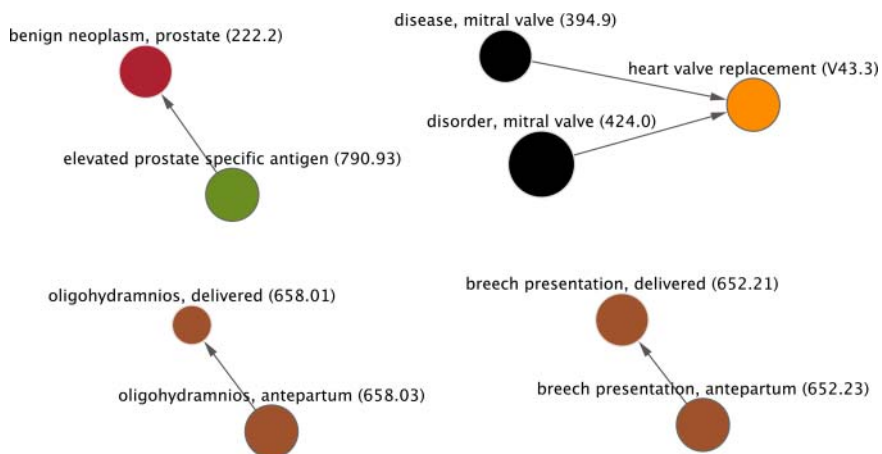 benign neoplasm, prostate (222.2)
elevated prostate specific antigen (790.93)
disease, mitral valve (394.9)
heart valve replacement (V43.3)
disorder, mitral valve (424.0)
oligohydramnios, delivered (658.01)
oligohydramnios, antepartum (658.03)
breech presentation, delivered (652.21)
breech presentation, antepartum (652.23)